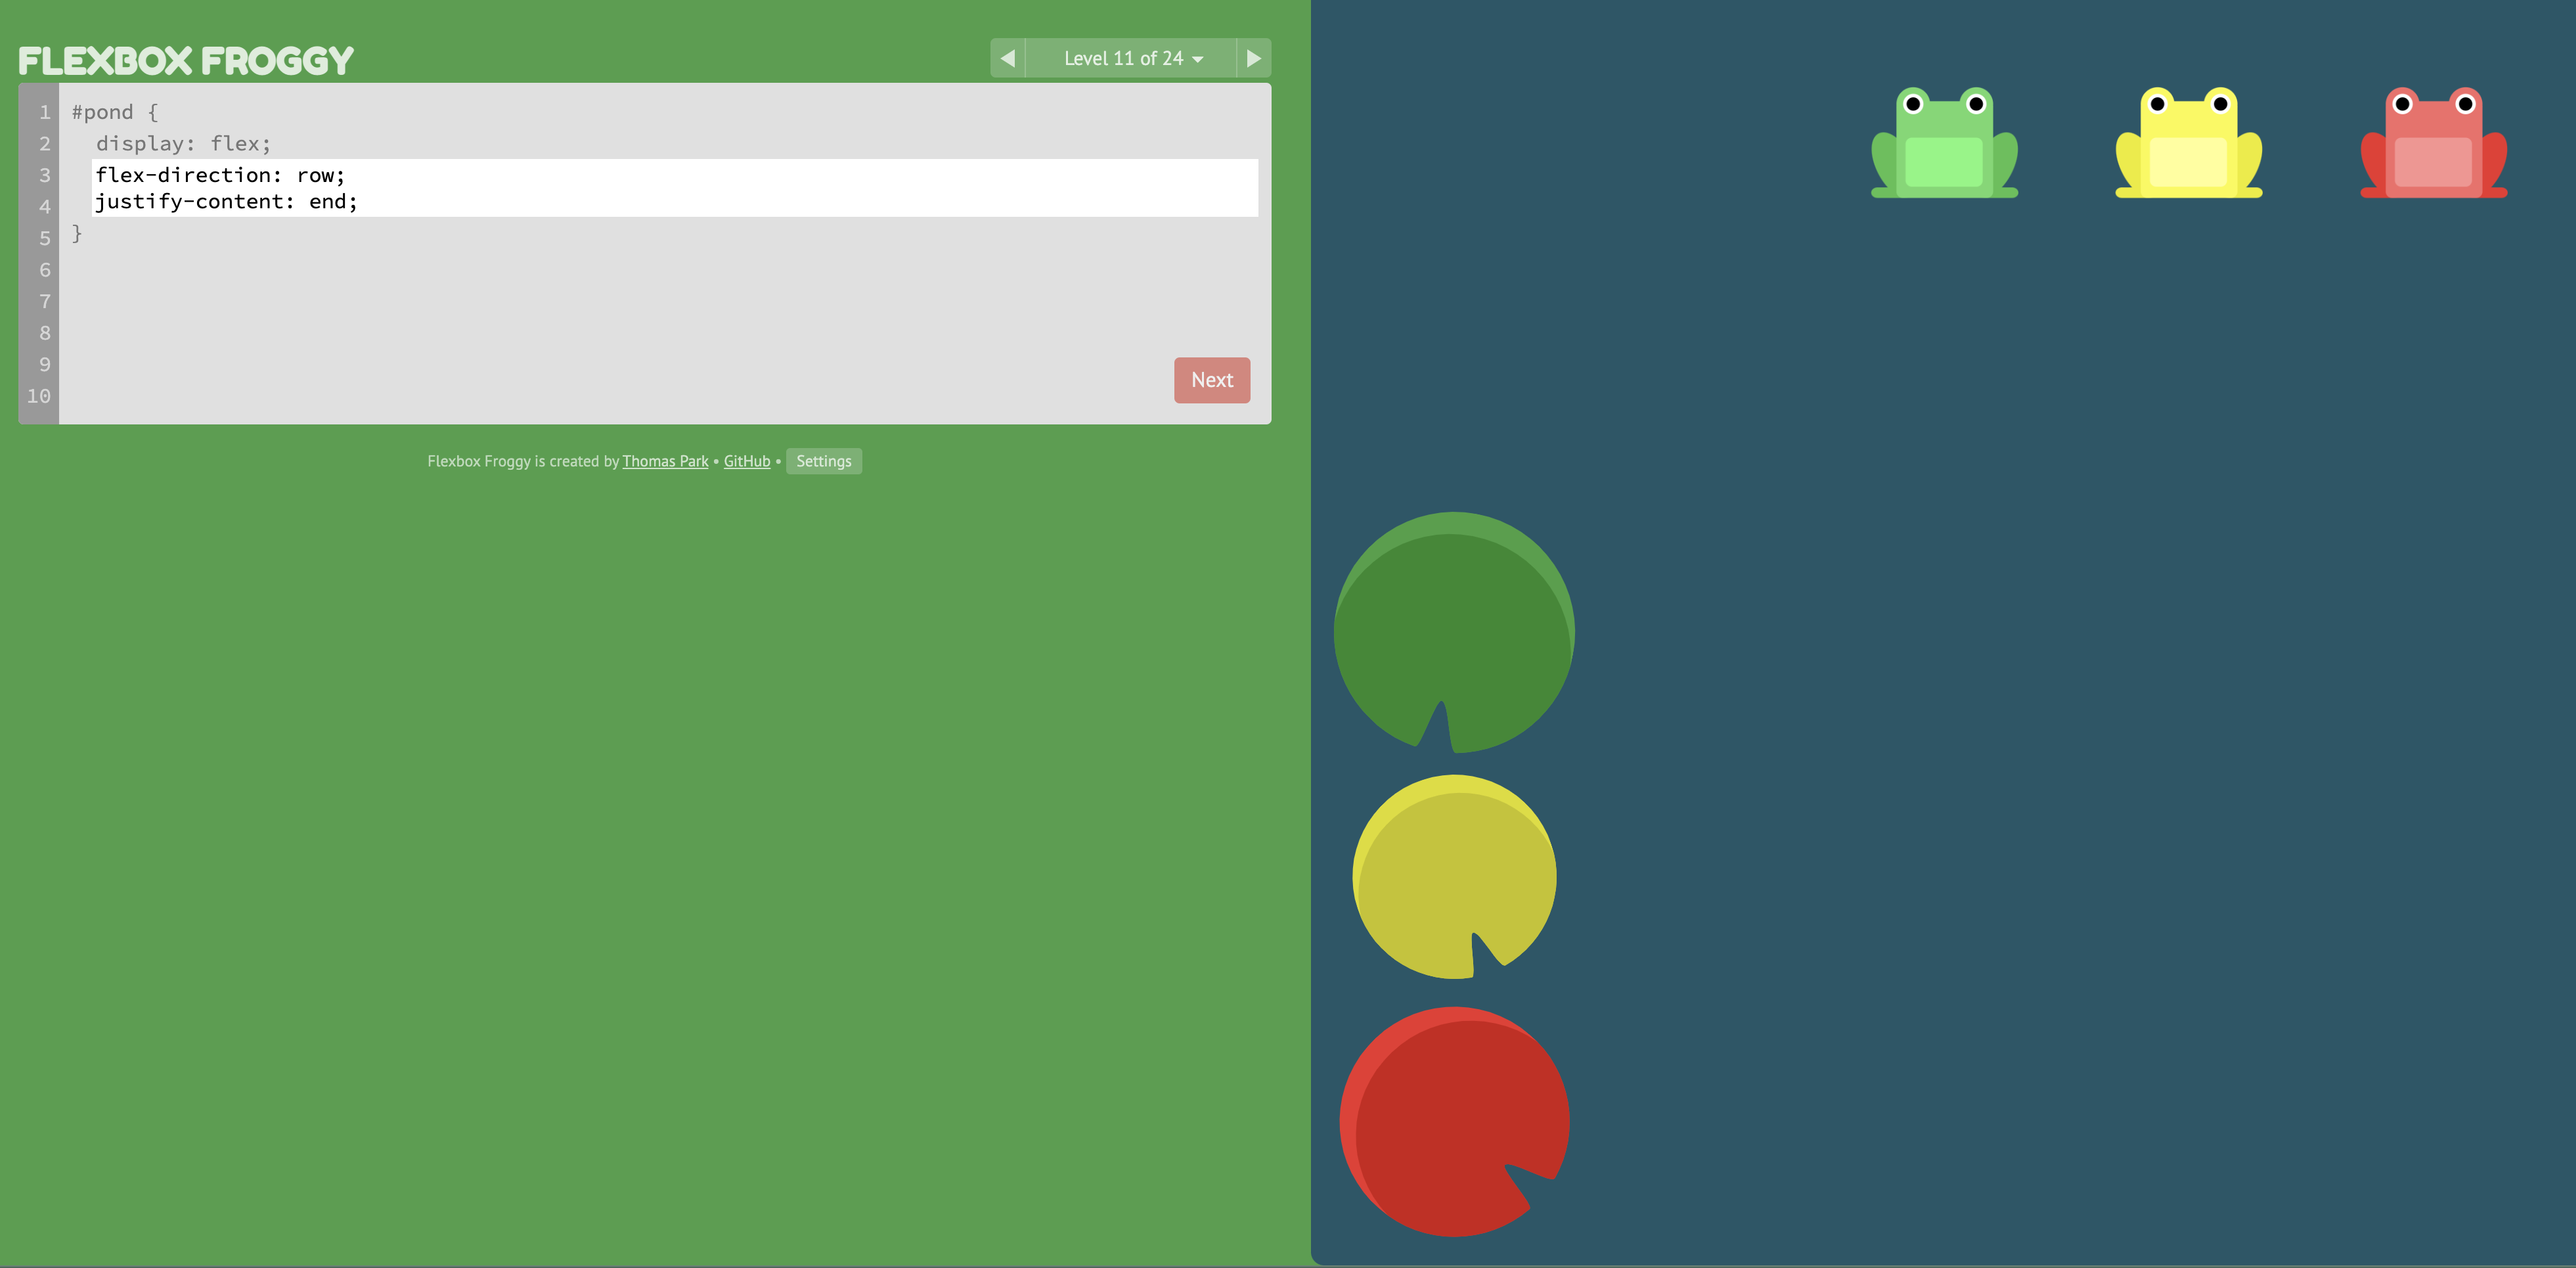 FLEXBOX FROGGY
◀ Level 11 of 24 ▶
1 #pond {
2 display: flex;
3 flex-direction: row;
4 justify-content: end;
5 }
6
7
8
9
10
Next
Flexbox Froggy is created by Thomas Park • GitHub • Settings